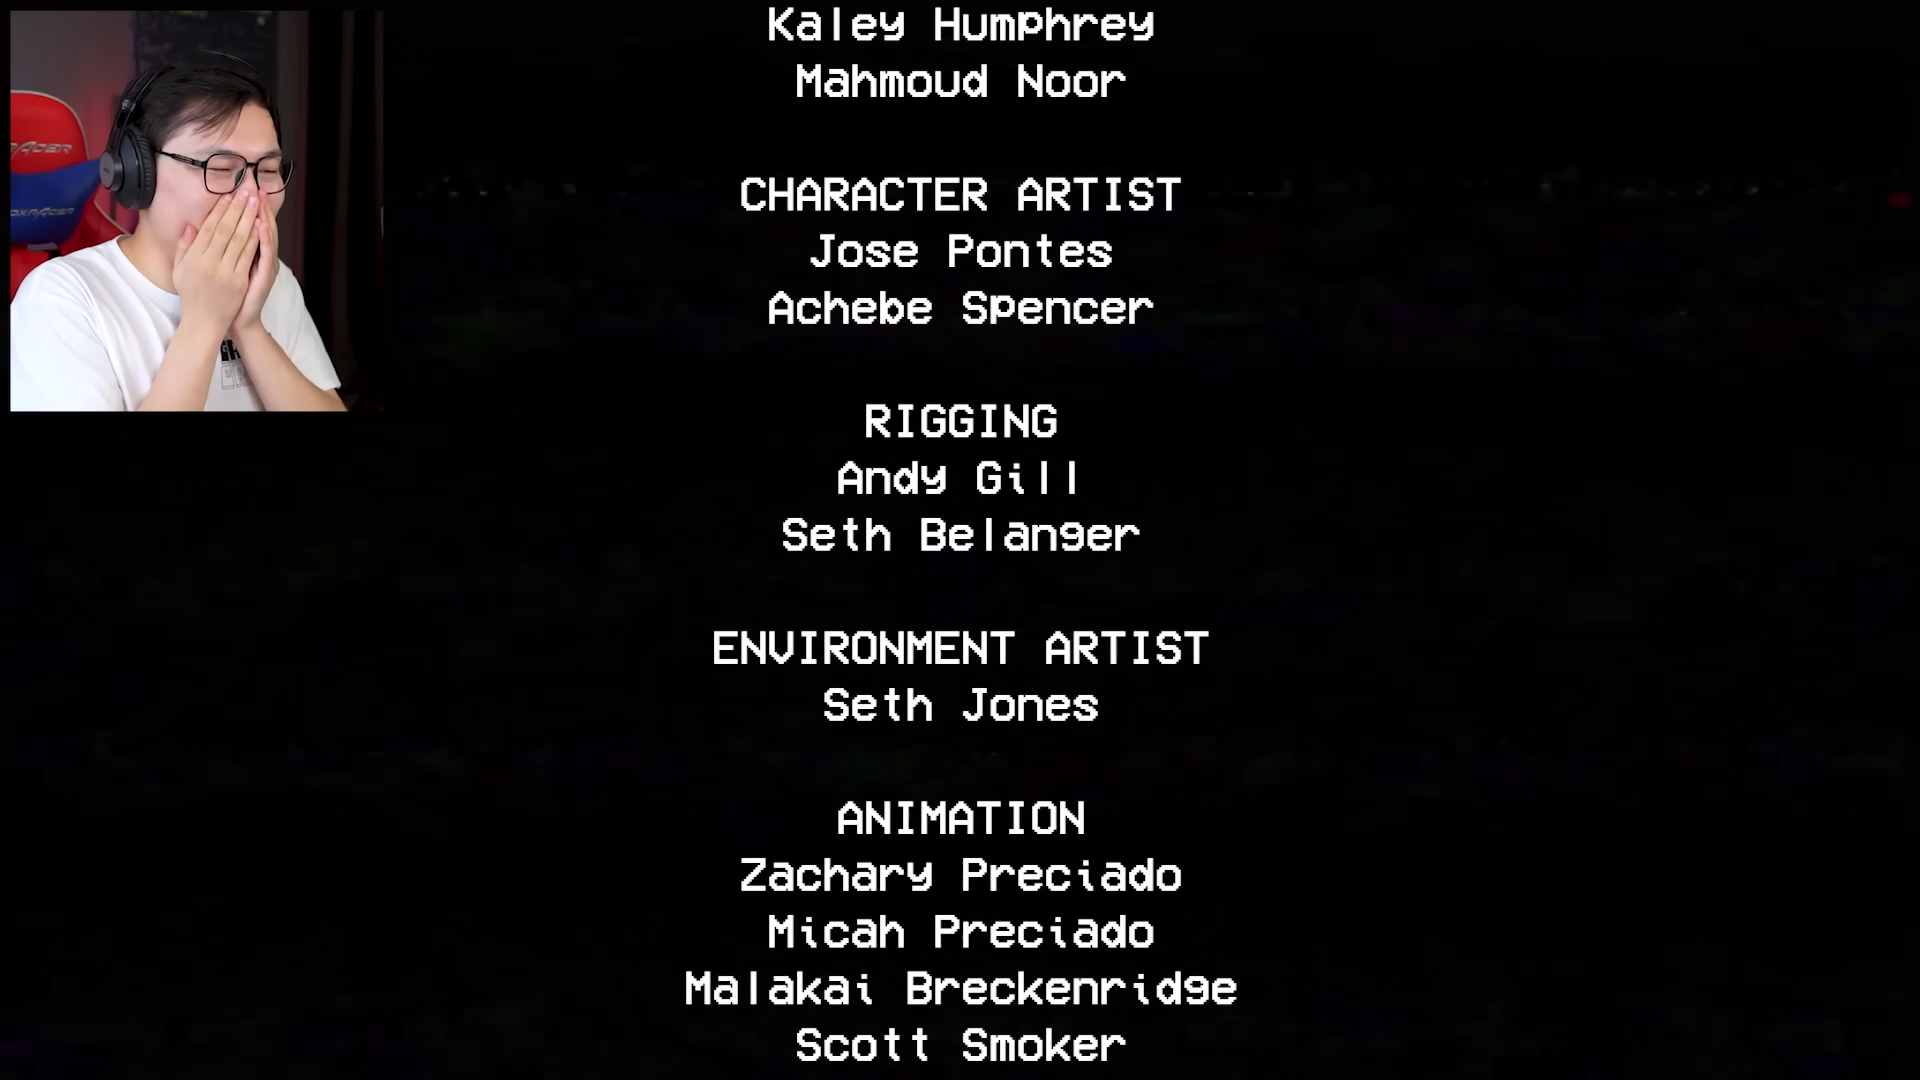 Kaley Humphrey
Mahmoud Noor
CHARACTER ARTIST
Jose Pontes
Achebe Spencer
RIGGING
Andy Gill
Seth Belanger
ENVIRONMENT ARTIST
Seth Jones
ANIMATION
Zachary Preciado
Micah Preciado
Malakai Breckenridge
Scott Smoker